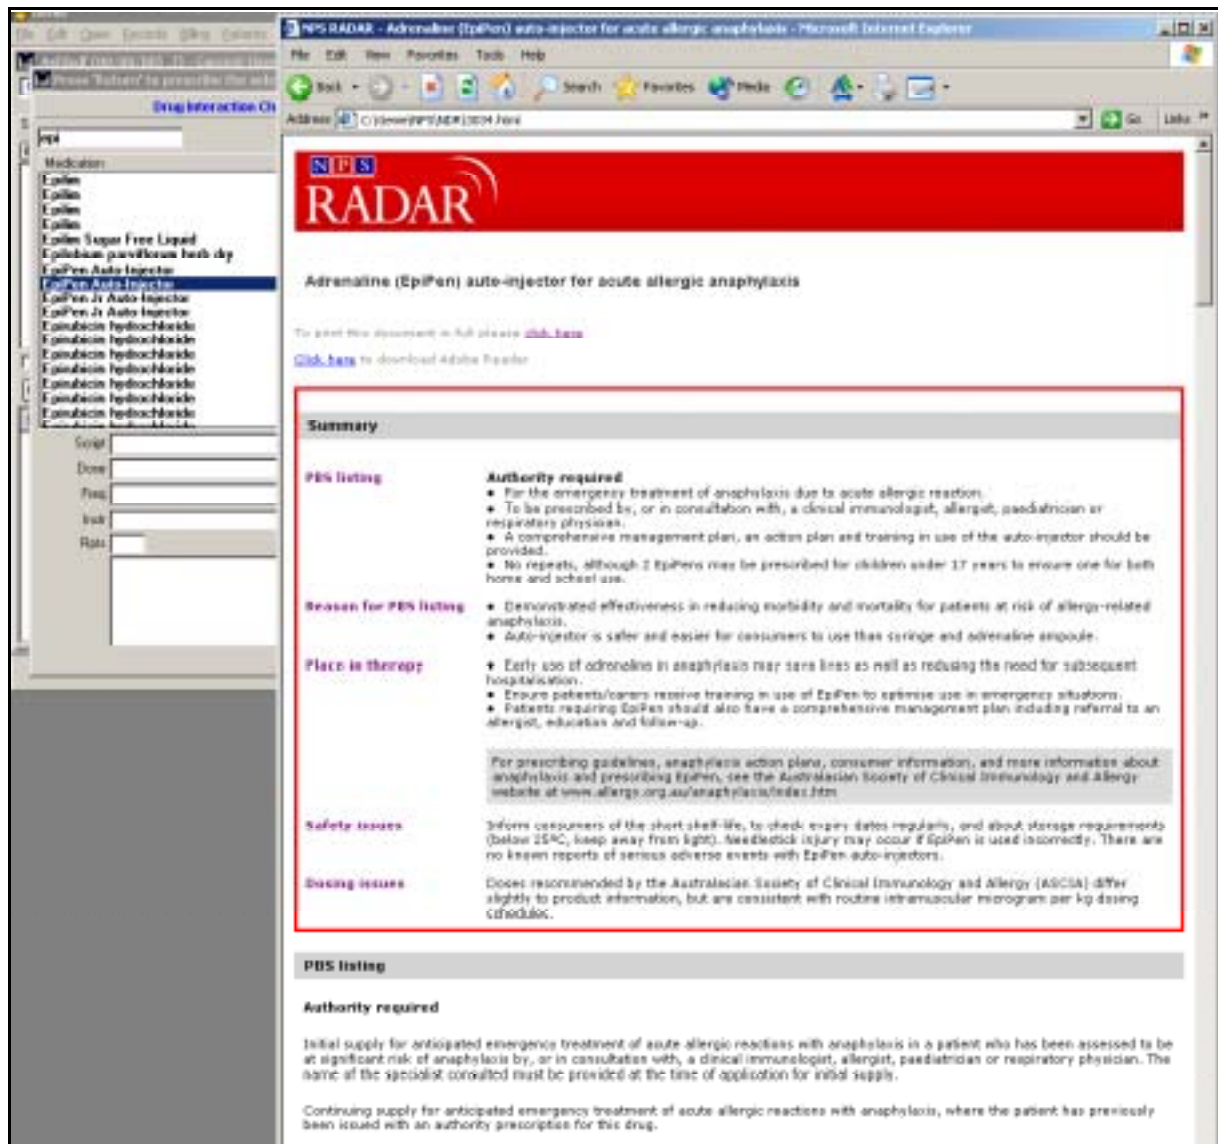 NPS RADAR - Adrenaline (EpiPen) auto-injector for acute allergic anaphylaxis - Microsoft Internet Explorer
File Edit View Favorites Tools Help
Back Search Favorites Media
Address Go Links
Drug Interaction
epi
Medication
Epilim
Epilim
Epilim
Epilim
Epilim Sugar Free Liquid
Epilobium parviflorum herb dry
EpiPen Auto-Injector
EpiPen Auto-Injector
EpiPen Jr Auto-Injector
EpiPen Jr Auto-Injector
Epirubicin hydrochloride
Epirubicin hydrochloride
Epirubicin hydrochloride
Epirubicin hydrochloride
Epirubicin hydrochloride
Epirubicin hydrochloride
Epirubicin hydrochloride
Epirubicin hydrochloride
Script
Dose
Freq
Instr
Rpts
NPS
RADAR
Adrenaline (EpiPen) auto-injector for acute allergic anaphylaxis
To print this document in full please click here
Click here to download Adobe Reader
Summary
PBS listing
Authority required
• For the emergency treatment of anaphylaxis due to acute allergic reaction.
• To be prescribed by, or in consultation with, a clinical immunologist, allergist, paediatrician or
respiratory physician.
• A comprehensive management plan, an action plan and training in use of the auto-injector should be
provided.
• No repeats, although 2 EpiPens may be prescribed for children under 17 years to ensure one for both
home and school use.
Reason for PBS listing
• Demonstrated effectiveness in reducing morbidity and mortality for patients at risk of allergy-related
anaphylaxis.
• Auto-injector is safer and easier for consumers to use than syringe and adrenaline ampoule.
Place in therapy
• Early use of adrenaline in anaphylaxis may save lives as well as reducing the need for subsequent
hospitalisation.
• Ensure patients/carers receive training in use of EpiPen to optimise use in emergency situations.
• Patients requiring EpiPen should also have a comprehensive management plan including referral to an
allergist, education and follow-up.
For prescribing guidelines, anaphylaxis action plans, consumer information, and more information about
anaphylaxis and prescribing EpiPen, see the Australasian Society of Clinical Immunology and Allergy
website at www.allergy.org.au/anaphylaxis/index.htm
Safety issues
Inform consumers of the short shelf-life, to check expiry dates regularly, and about storage requirements
(below 25ºC, keep away from light). Needlestick injury may occur if EpiPen is used incorrectly. There are
no known reports of serious adverse events with EpiPen auto-injectors.
Dosing issues
Doses recommended by the Australasian Society of Clinical Immunology and Allergy (ASCIA) differ
slightly to product information, but are consistent with routine intramuscular microgram per kg dosing
schedules.
PBS listing
Authority required
Initial supply for anticipated emergency treatment of acute allergic reactions with anaphylaxis in a patient who has been assessed to be
at significant risk of anaphylaxis by, or in consultation with, a clinical immunologist, allergist, paediatrician or respiratory physician. The
name of the specialist consulted must be provided at the time of application for initial supply.
Continuing supply for anticipated emergency treatment of acute allergic reactions with anaphylaxis, where the patient has previously
been issued with an authority prescription for this drug.